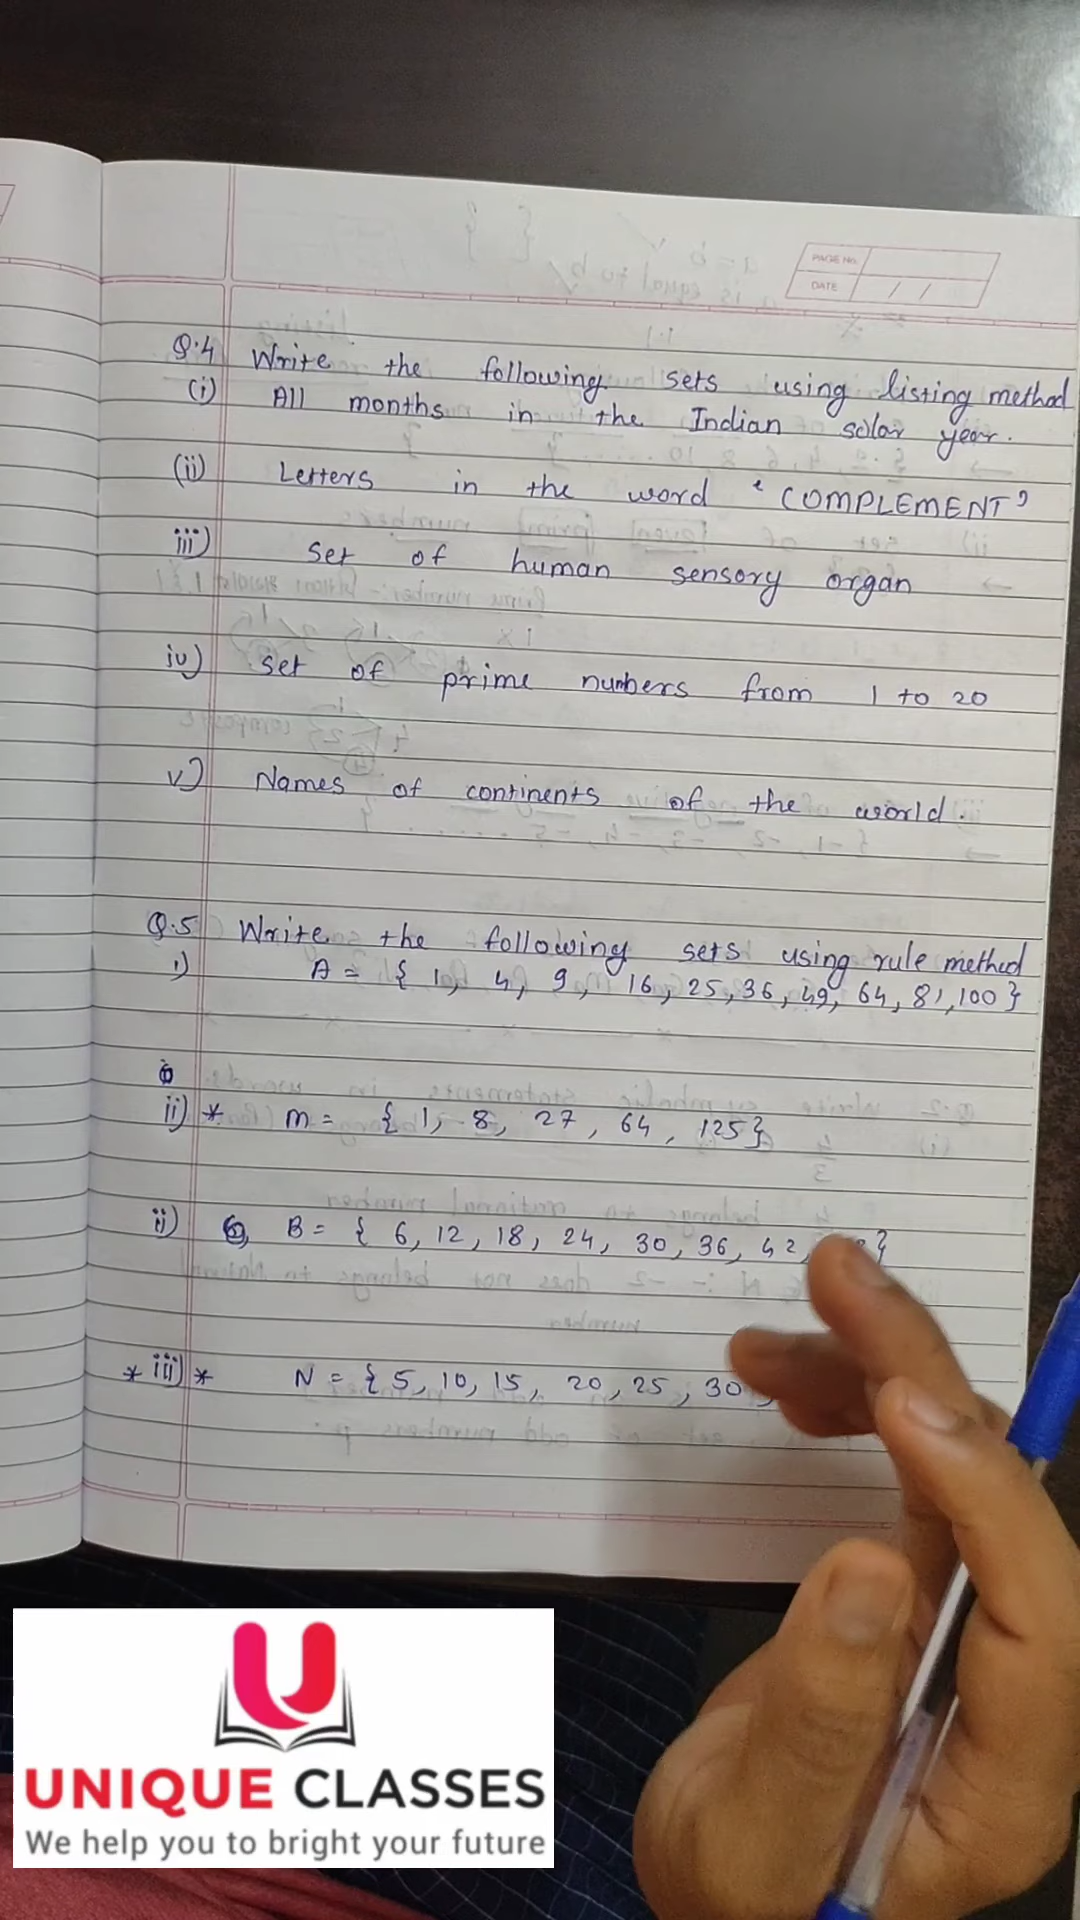 PAGE No.
DATE / /
Q.4 Write the following sets using listing method
(i) All months in the Indian solar year.
(ii) Letters in the word 'COMPLEMENT'
iii) set of human sensory organ
iv) set of prime numbers from 1 to 20
v) Names of continents of the world.
Q.5 Write the following sets using rule method
i) A = { 1, 4, 9, 16, 25, 36, 49, 64, 81, 100 }
ii) * M = { 1, 8, 27, 64, 125 }
ii) B = { 6, 12, 18, 24, 30, 36, 42, }
* iii) * N = { 5, 10, 15, 20, 25, 30
UNIQUE CLASSES
We help you to bright your future